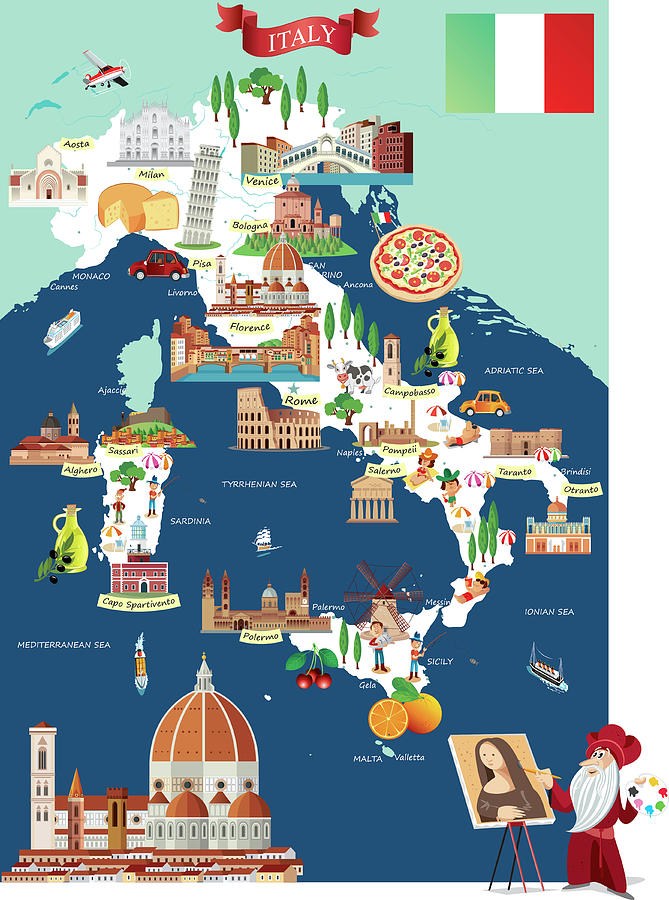 ITALY
Aosta
Milan
Venice
Bologna
Pisa
MONACO
Cannes
Livorno
SAN
RINO
Ancona
Florence
ADRIATIC SEA
Ajaccio
Rome
Campobasso
Sassari
Naples
Pompeii
Alghero
Salerno
Taranto
Brindisi
Otranto
TYRRHENIAN SEA
SARDINIA
Capo Spartivento
Palermo
Messin
IONIAN SEA
Polermo
MEDITERRANEAN SEA
SICILY
Gela
MALTA
Valletta